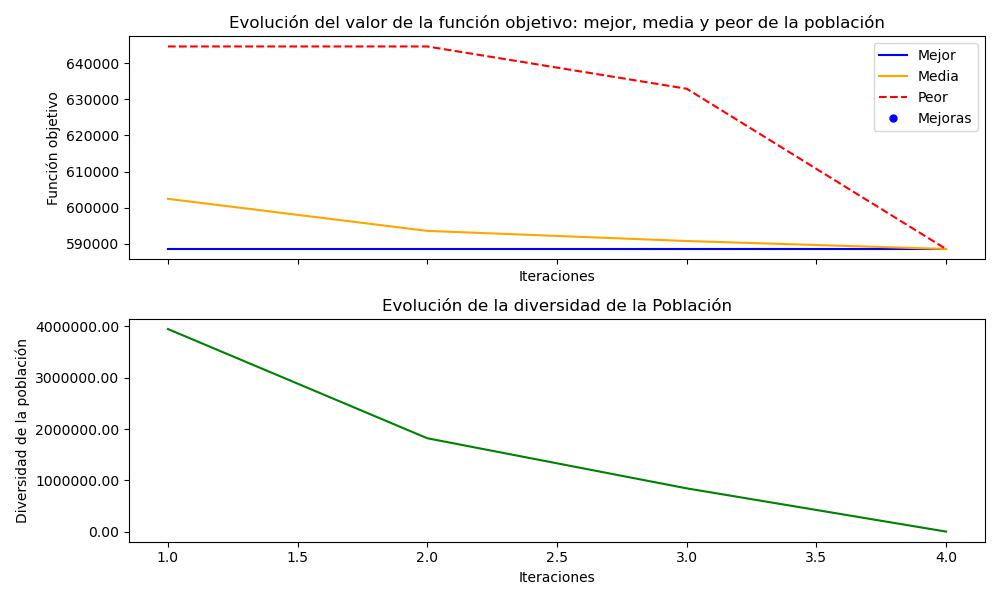 Evolución del valor de la función objetivo: mejor, media y peor de la población
Función objetivo
640000
630000
620000
610000
600000
590000
Mejor
Media
Peor
Mejoras
Iteraciones
Evolución de la diversidad de la Población
Diversidad de la población
4000000.00
3000000.00
2000000.00
1000000.00
0.00
1.0 1.5 2.0 2.5 3.0 3.5 4.0
Iteraciones